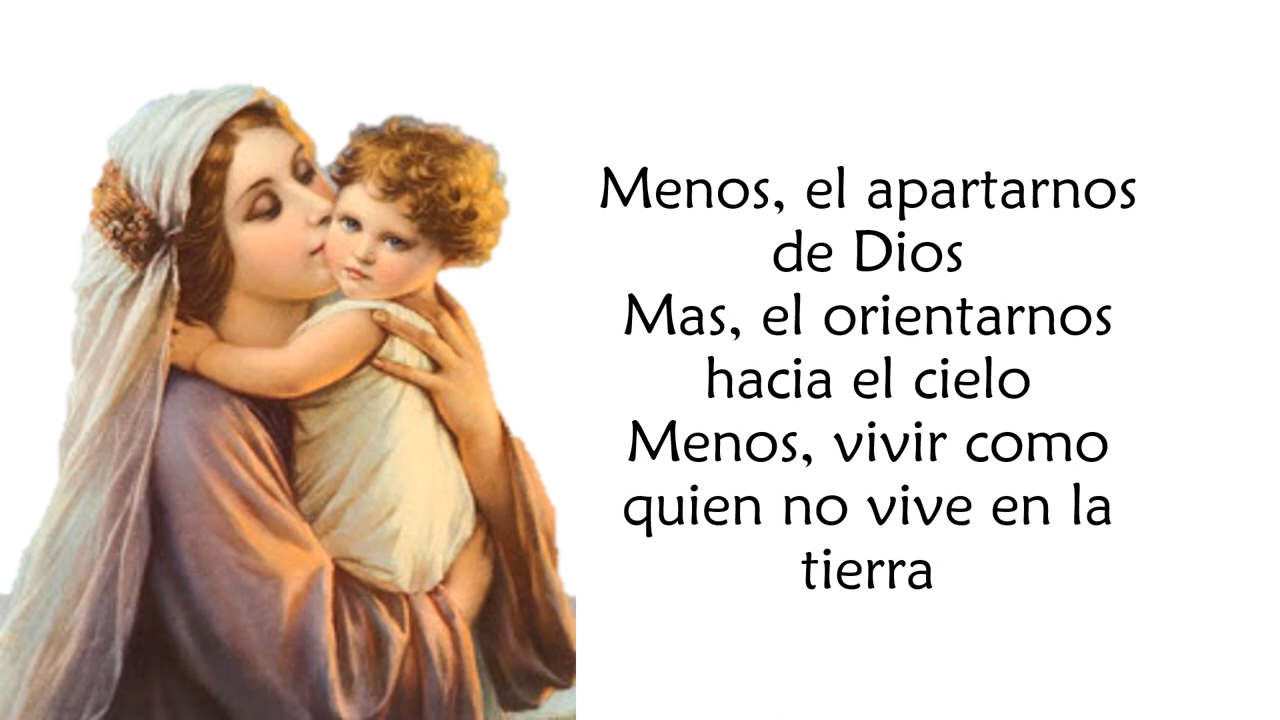 Menos, el apartarnos
de Dios
Mas, el orientarnos
hacia el cielo
Menos, vivir como
quien no vive en la
tierra